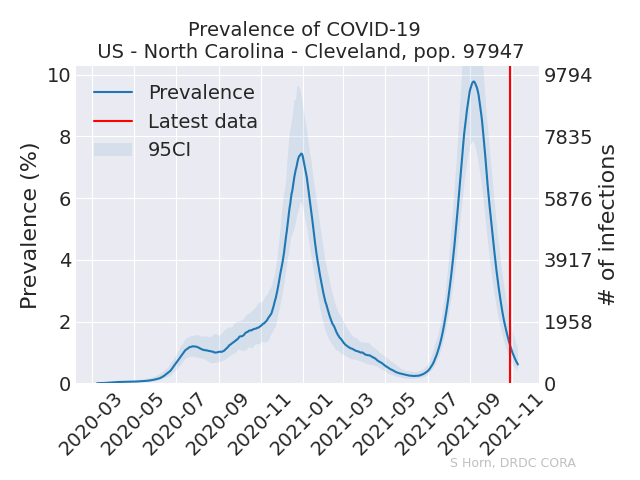 Prevalence of COVID-19
US - North Carolina - Cleveland, pop. 97947
Prevalence
Latest data
95CI
Prevalence (%)
10
8
6
4
2
0
9794
7835
5876
3917
1958
0
# of infections
2020-03
2020-05
2020-07
2020-09
2020-11
2021-01
2021-03
2021-05
2021-07
2021-09
2021-11
S Horn, DRDC CORA